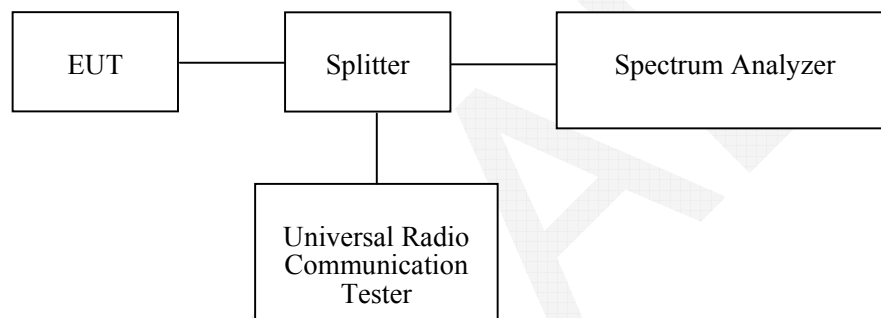 EUT
Splitter
Spectrum Analyzer
Universal Radio
Communication
Tester